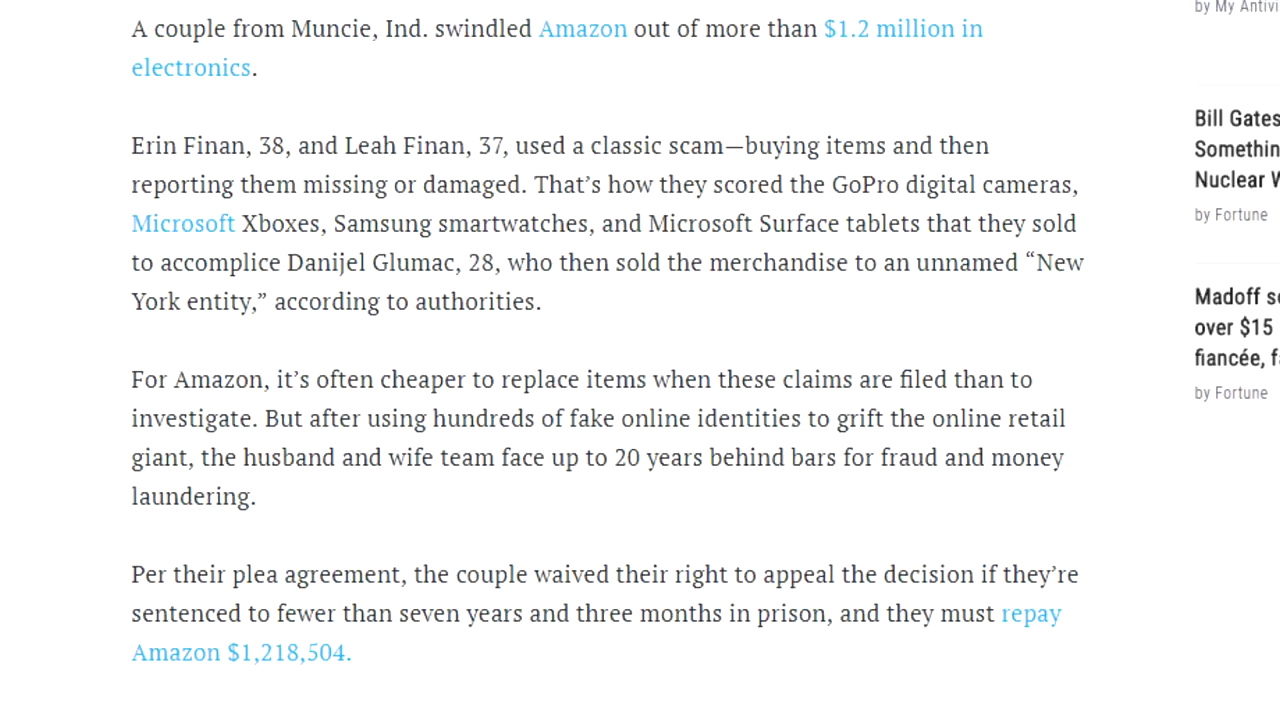 A couple from Muncie, Ind. swindled Amazon out of more than $1.2 million in
electronics.
Erin Finan, 38, and Leah Finan, 37, used a classic scam—buying items and then
reporting them missing or damaged. That’s how they scored the GoPro digital cameras,
Microsoft Xboxes, Samsung smartwatches, and Microsoft Surface tablets that they sold
to accomplice Danijel Glumac, 28, who then sold the merchandise to an unnamed “New
York entity,” according to authorities.
For Amazon, it’s often cheaper to replace items when these claims are filed than to
investigate. But after using hundreds of fake online identities to grift the online retail
giant, the husband and wife team face up to 20 years behind bars for fraud and money
laundering.
Per their plea agreement, the couple waived their right to appeal the decision if they’re
sentenced to fewer than seven years and three months in prison, and they must repay
Amazon $1,218,504.
by My
Bill Gates
Nuclear
by Fortune
Madoff
over $15
fiancée,
by Fortune